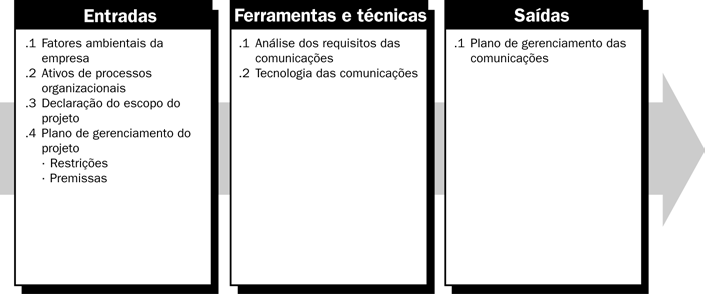 Entradas
.1 Fatores ambientais da
empresa
.2 Ativos de processos
organizacionais
.3 Declaração do escopo do
projeto
.4 Plano de gerenciamento do
projeto
· Restrições
· Premissas
Ferramentas e técnicas
.1 Análise dos requisitos das
comunicações
.2 Tecnologia das comunicações
Saídas
.1 Plano de gerenciamento das
comunicações